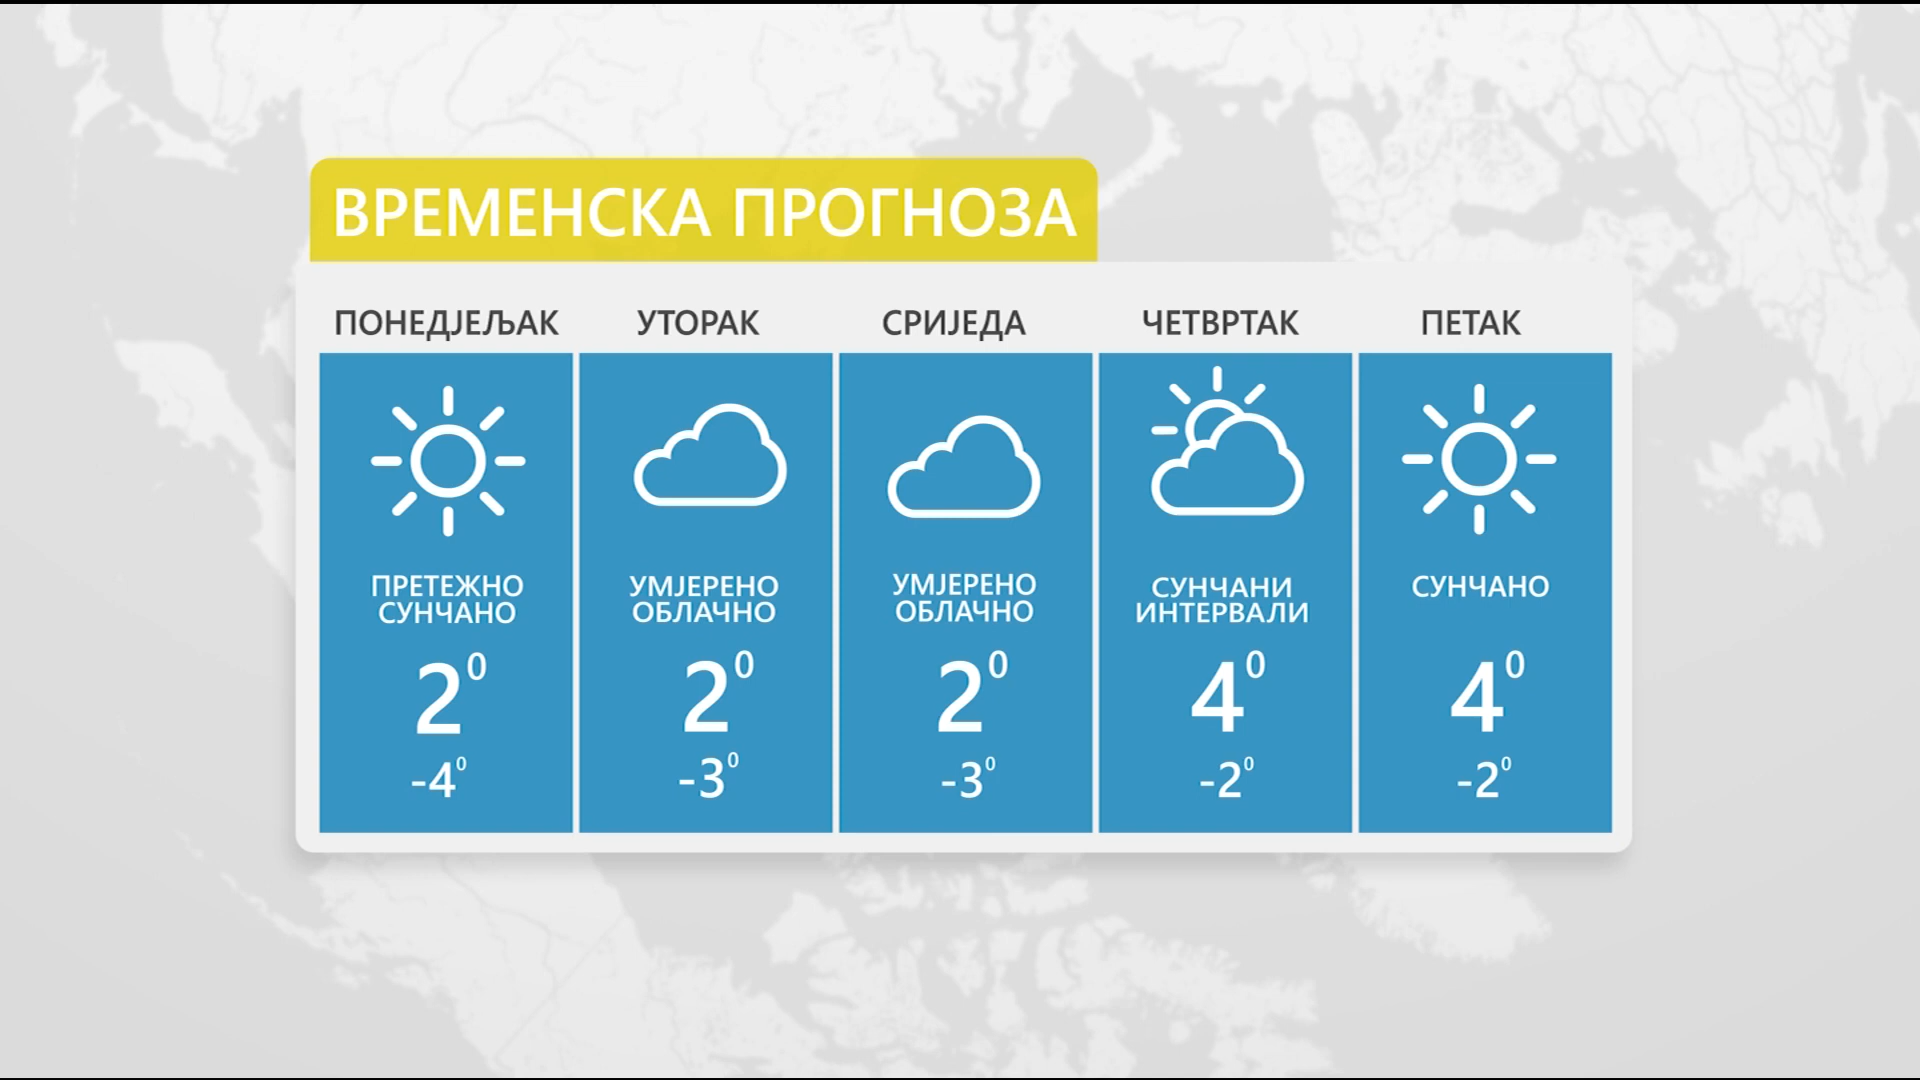 ВРЕМЕНСКА ПРОГНОЗА
ПОНЕДЈЕЉАК
УТОРАК
СРИЈЕДА
ЧЕТВРТАК
ПЕТАК
ПРЕТЕЖНО
СУНЧАНО
УМЈЕРЕНО
ОБЛАЧНО
УМЈЕРЕНО
ОБЛАЧНО
СУНЧАНИ
ИНТЕРВАЛИ
СУНЧАНО
2⁰
2⁰
2⁰
4⁰
4⁰
-4⁰
-3⁰
-3⁰
-2⁰
-2⁰